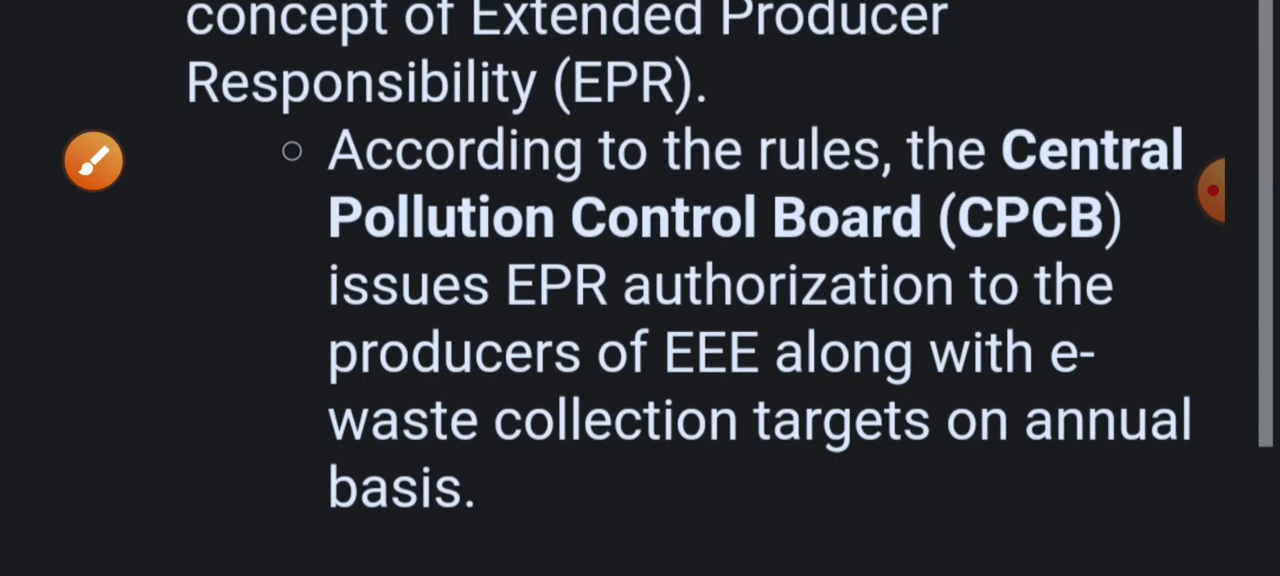 concept of Extended Producer
Responsibility (EPR).
○ According to the rules, the Central
Pollution Control Board (CPCB)
issues EPR authorization to the
producers of EEE along with e-
waste collection targets on annual
basis.